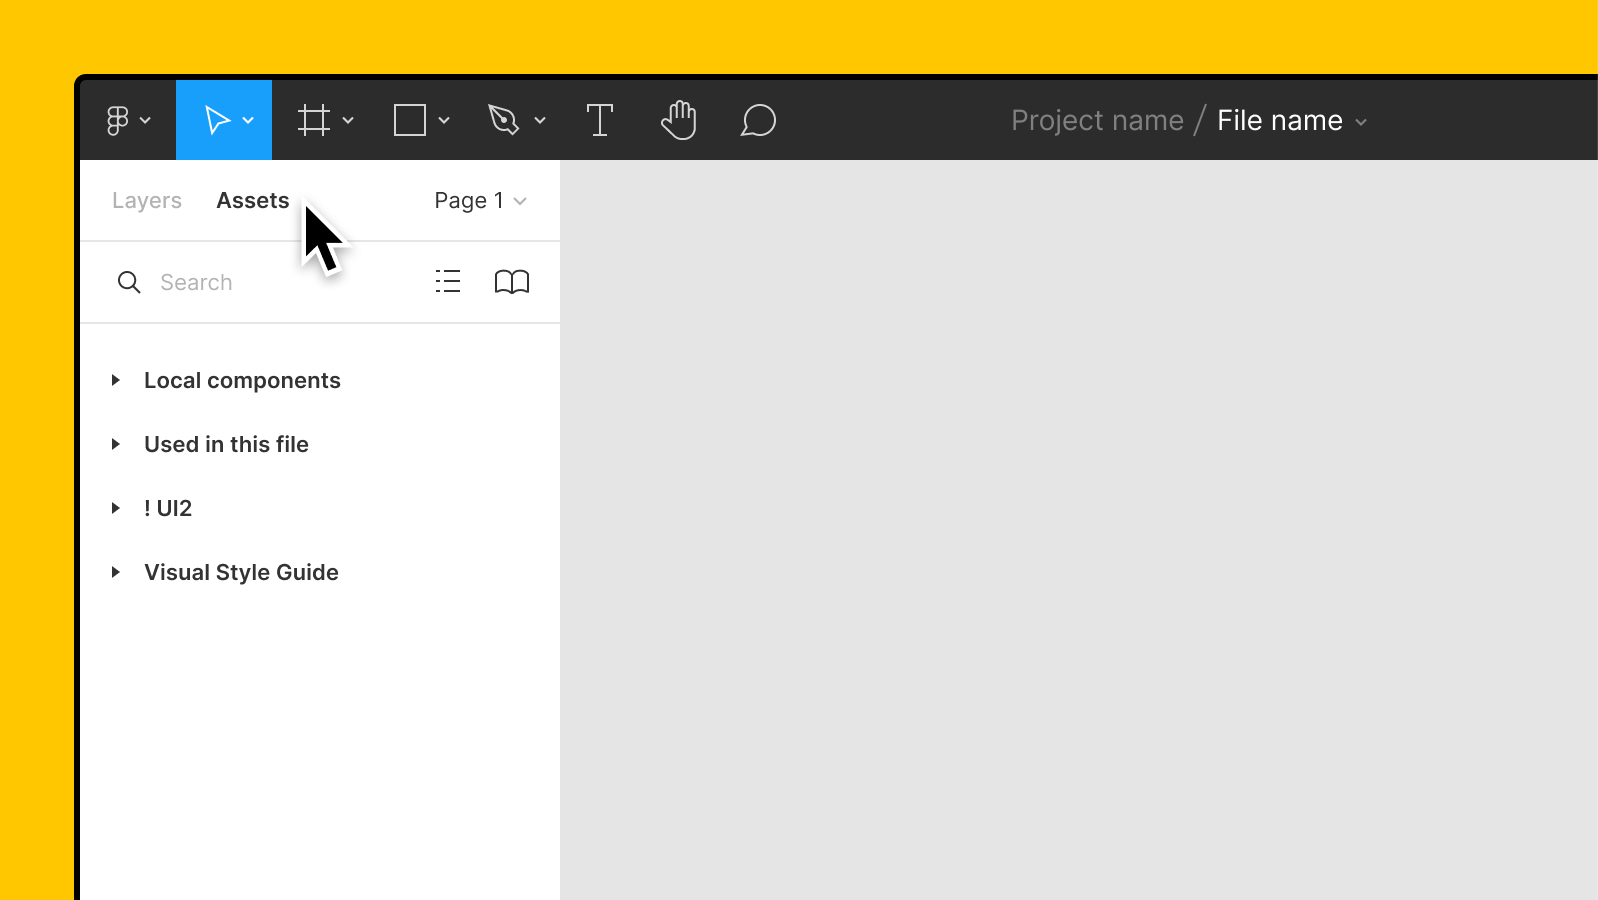 Project name / File name
Layers Assets Page 1
Search
Local components
Used in this file
! UI2
Visual Style Guide